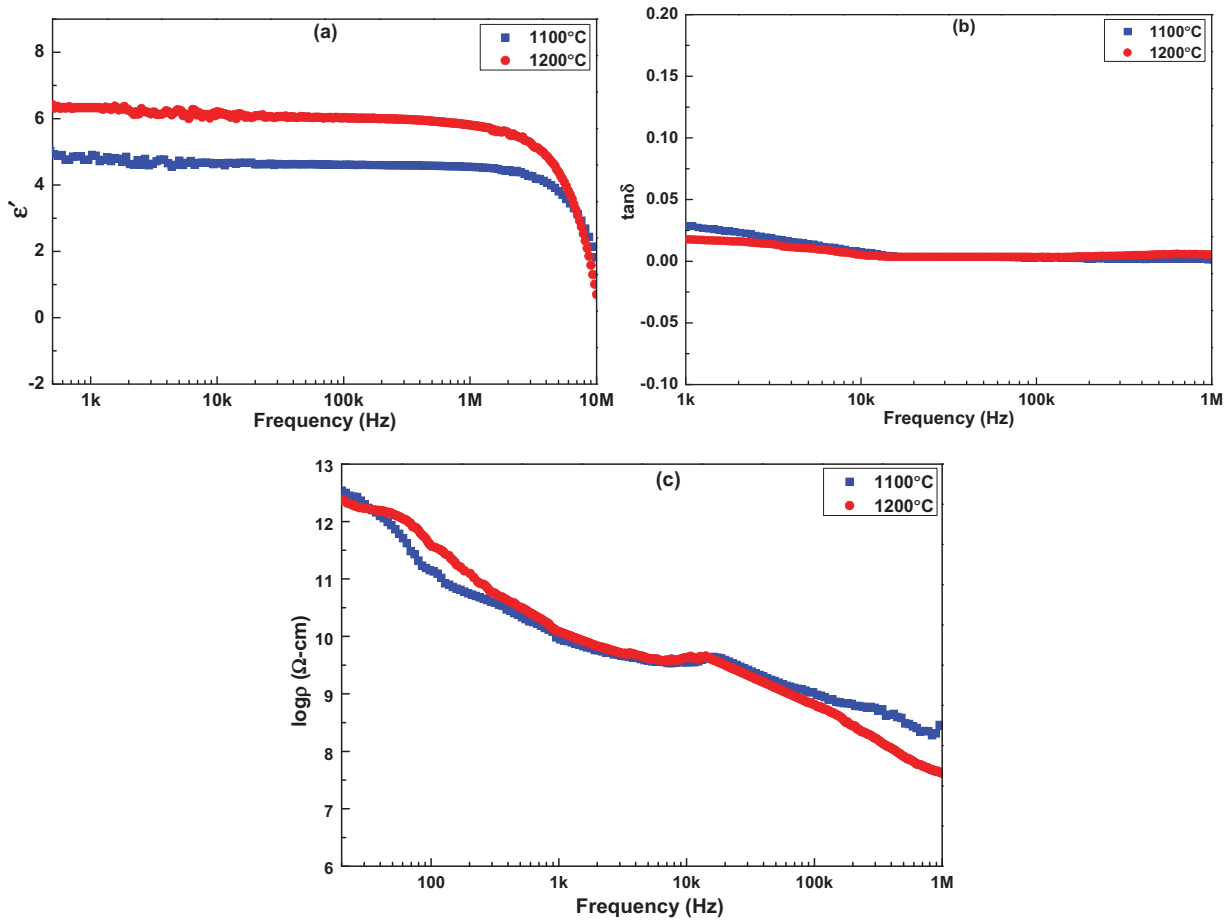 (a)
1100°C
1200°C
8
6
4
2
0
-2
ε′
1k
10k
100k
1M
10M
Frequency (Hz)
(b)
1100°C
1200°C
0.20
0.15
0.10
0.05
0.00
-0.05
-0.10
tanδ
1k
10k
100k
1M
Frequency (Hz)
(c)
1100°C
1200°C
13
12
11
10
9
8
7
6
logρ (Ω-cm)
100
1k
10k
100k
1M
Frequency (Hz)